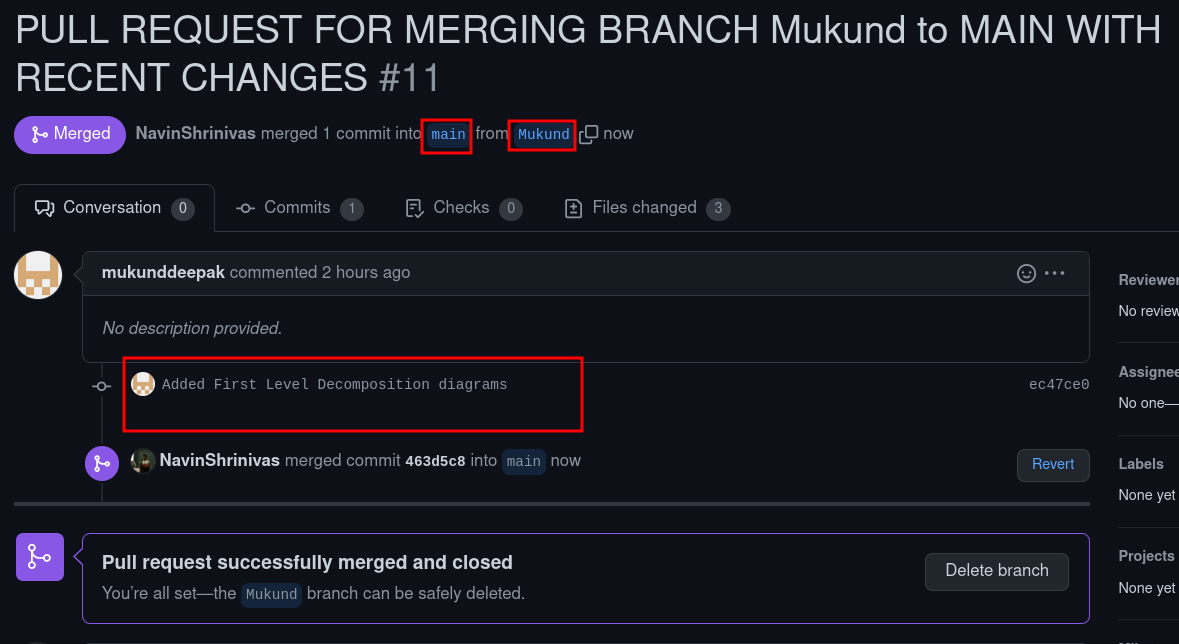 PULL REQUEST FOR MERGING BRANCH Mukund to MAIN WITH
RECENT CHANGES #11
Merged NavinShrinivas merged 1 commit into main from Mukund now
Conversation 0 Commits 1 Checks 0 Files changed 3
mukunddeepak commented 2 hours ago
Reviewer
No review
No description provided.
Assignee
Added First Level Decomposition diagrams ec47ce0
No one—
NavinShrinivas merged commit 463d5c8 into main now
Revert
Labels
None yet
Pull request successfully merged and closed
Projects
You're all set—the Mukund branch can be safely deleted.
Delete branch
None yet